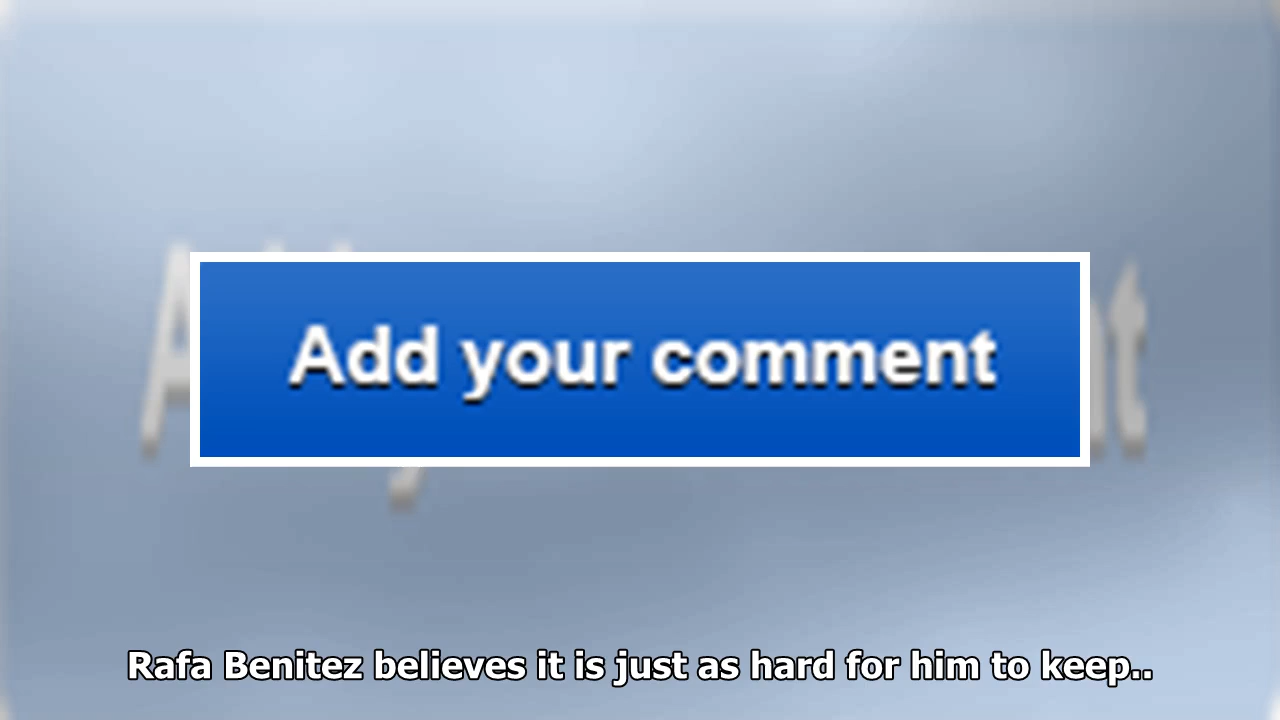 Add your comment
Rafa Benitez believes it is just as hard for him to keep..